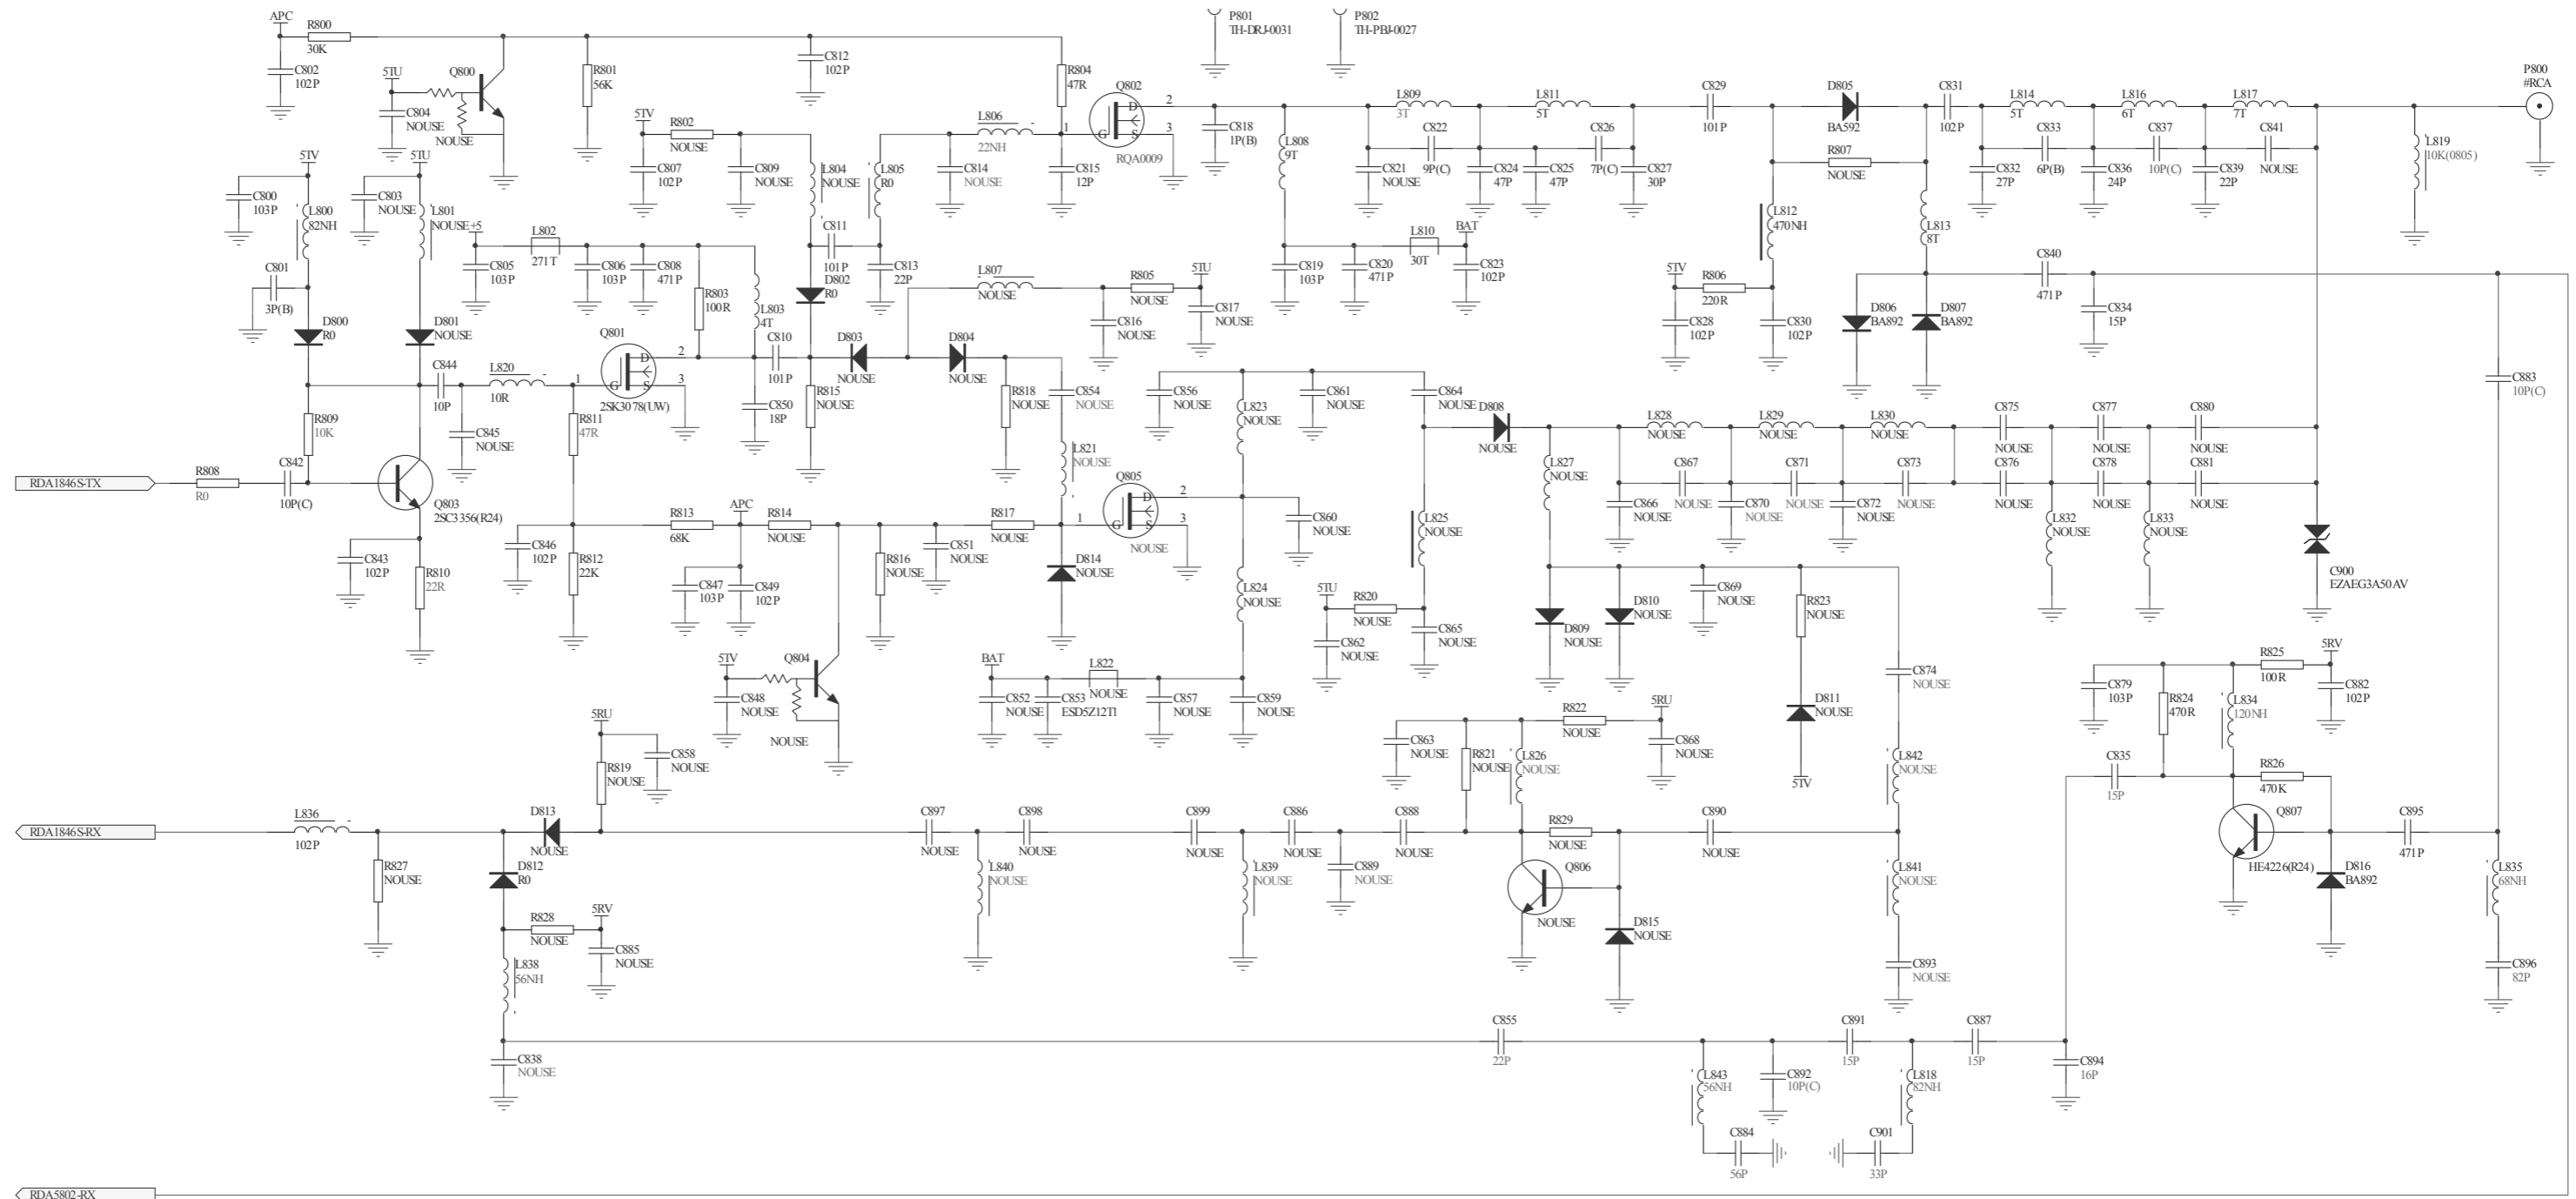 APC
R800
30K
C802
102P
5TU
Q800
C804
NOUSE
NOUSE
R801
56K
C812
102P
R804
47R
Q802
D
G
S
1
2
3
RQA0009
P801
TH-DRJ-0031
P802
TH-PBJ-0027
C818
1P(B)
L808
9T
L809
3T
C822
9P(C)
C821
NOUSE
C824
47P
L811
5T
C825
47P
C826
7P(C)
C827
30P
C829
101P
D805
BA592
R807
NOUSE
C831
102P
L814
5T
C833
6P(B)
C832
27P
L816
6T
C837
10P(C)
C836
24P
L817
7T
C841
NOUSE
C839
22P
L819
10K(0805)
P800
#RCA
5TV
C800
103P
L800
82NH
C801
3P(B)
D800
R0
5TU
C803
NOUSE
L801
NOUSE
D801
NOUSE
+5
C805
103P
L802
271T
C806
103P
C808
471P
R803
100R
L803
4T
5TV
R802
NOUSE
C807
102P
C809
NOUSE
L804
NOUSE
L805
R0
C811
101P
D802
R0
C813
22P
C814
NOUSE
L806
22NH
C815
12P
L807
NOUSE
R805
NOUSE
5TU
C816
NOUSE
C817
NOUSE
C819
103P
C820
471P
L810
30T
BAT
C823
102P
L812
470NH
5TV
R806
220R
C828
102P
C830
102P
L813
8T
D806
BA892
D807
BA892
C840
471P
C834
15P
C883
10P(C)
C844
10P
L820
10R
C845
NOUSE
Q801
D
G
S
1
2
3
2SK3078(UW)
R811
47R
C810
101P
C850
18P
R815
NOUSE
D803
NOUSE
D804
NOUSE
R818
NOUSE
C854
NOUSE
L821
NOUSE
C856
NOUSE
L823
NOUSE
C861
NOUSE
C864
NOUSE
D808
NOUSE
L827
NOUSE
L828
NOUSE
L829
NOUSE
L830
NOUSE
C875
NOUSE
C877
NOUSE
C880
NOUSE
C867
NOUSE
C871
NOUSE
C873
NOUSE
C876
NOUSE
C878
NOUSE
C881
NOUSE
C866
NOUSE
C870
NOUSE
C872
NOUSE
L832
NOUSE
L833
NOUSE
C900
EZAEG3A50AV
R809
10K
RDA1846S-TX
R808
R0
C842
10P(C)
Q803
2SC3356(R24)
C843
102P
R810
22R
C846
102P
R812
22K
R813
68K
APC
R814
NOUSE
C847
103P
C849
102P
R816
NOUSE
C851
NOUSE
R817
NOUSE
Q805
D
G
S
1
2
3
NOUSE
D814
NOUSE
C860
NOUSE
L824
NOUSE
L825
NOUSE
5TU
R820
NOUSE
C862
NOUSE
C865
NOUSE
D809
NOUSE
D810
NOUSE
C869
NOUSE
R823
NOUSE
D811
NOUSE
5TV
C874
NOUSE
5TV
Q804
C848
NOUSE
NOUSE
BAT
L822
NOUSE
C852
NOUSE
C853
ESD5Z12T1
C857
NOUSE
C859
NOUSE
R822
NOUSE
5RU
C863
NOUSE
R821
NOUSE
L826
NOUSE
C868
NOUSE
L842
NOUSE
C879
103P
R824
470R
L834
120NH
R825
100R
5RV
C882
102P
C835
15P
R826
470K
Q807
HE4226(R24)
D816
BA892
C895
471P
L835
68NH
C896
82P
5RU
C858
NOUSE
R819
NOUSE
RDA1846S-RX
L836
102P
R827
NOUSE
D813
NOUSE
D812
R0
R828
NOUSE
5RV
C885
NOUSE
L838
56NH
C838
NOUSE
C897
NOUSE
C898
NOUSE
L840
NOUSE
C899
NOUSE
C886
NOUSE
C888
NOUSE
L839
NOUSE
C889
NOUSE
R829
NOUSE
Q806
NOUSE
D815
NOUSE
C890
NOUSE
L841
NOUSE
C893
NOUSE
C855
22P
C891
15P
C887
15P
C894
16P
L843
56NH
C892
10P(C)
L818
82NH
C884
56P
C901
33P
RDA5802-RX